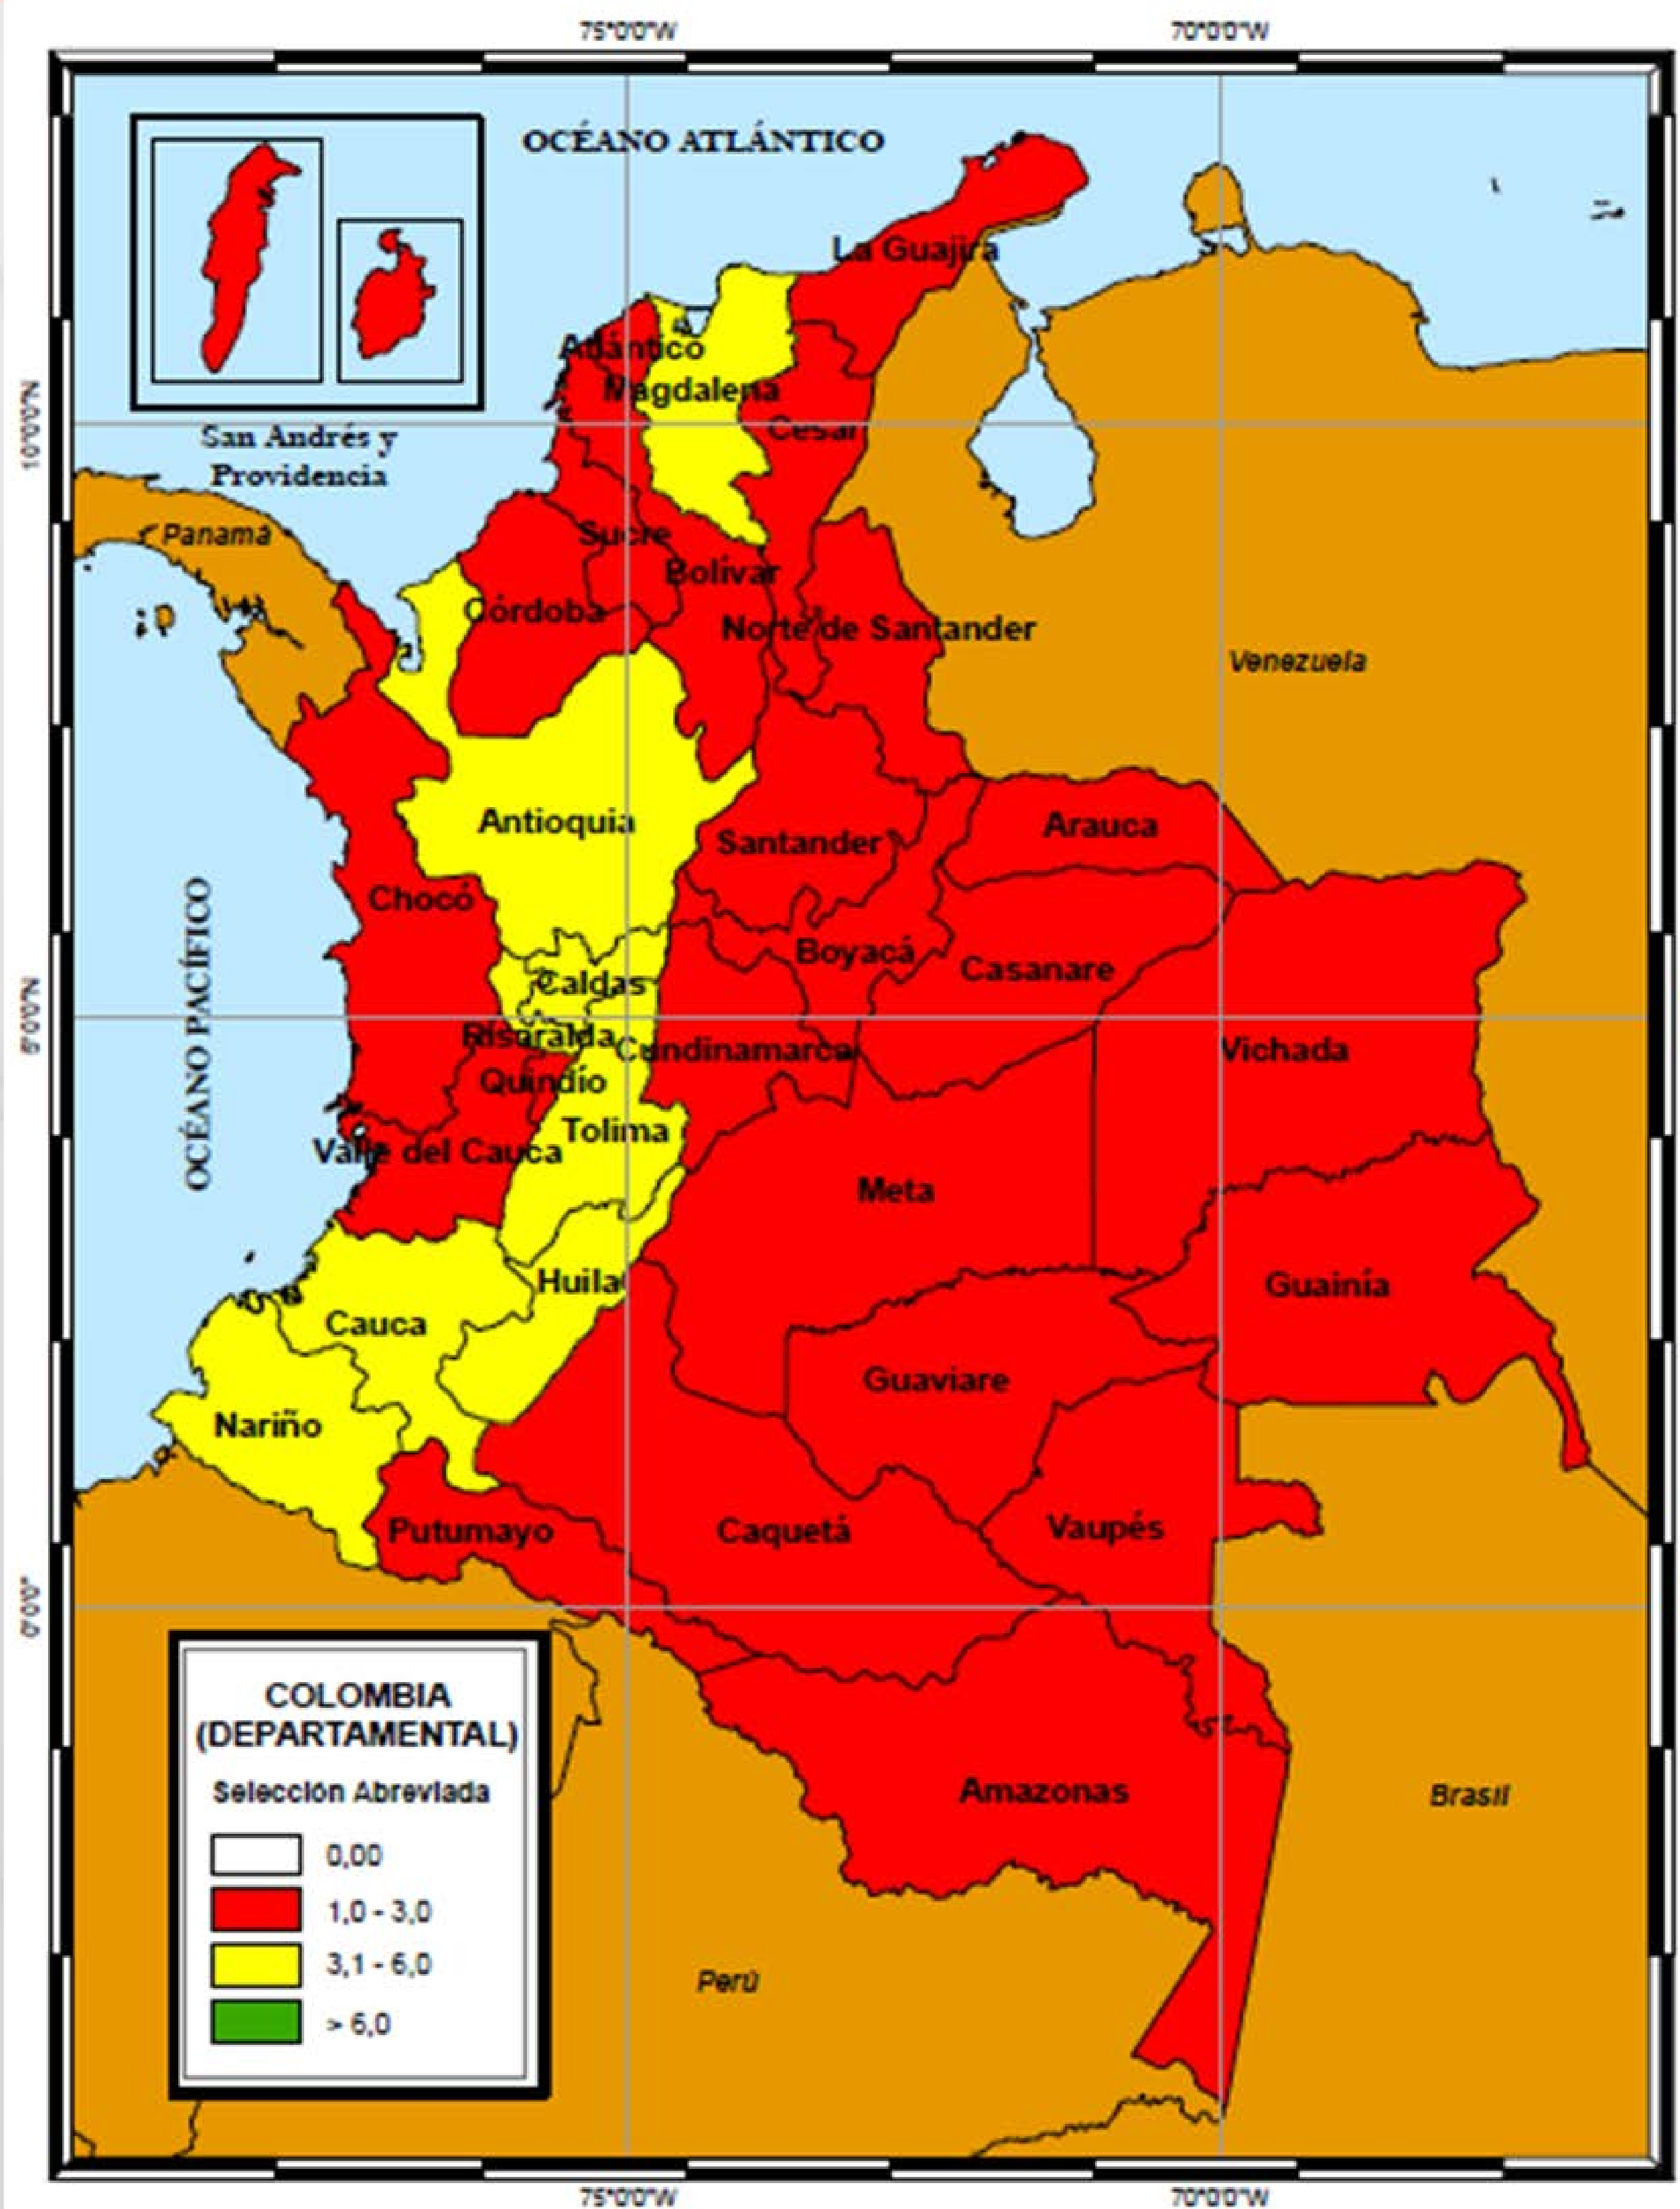 75°0'0"W
70°0'0"W
OCÉANO ATLÁNTICO
La Guajira
Atlántico
Magdalena
Cesar
10°0'0"N
San Andrés y
Providencia
Panamá
Sucre
Bolívar
Córdoba
Norte de Santander
Venezuela
Antioquia
Santander
Arauca
Chocó
OCÉANO PACÍFICO
Boyacá
Casanare
Caldas
5°0'0"N
Risaralda
Cundinamarca
Vichada
Quindío
Tolima
Valle del Cauca
Meta
Huila
Guainía
Cauca
Guaviare
Nariño
Putumayo
Caquetá
Vaupés
0°0'0"
COLOMBIA
(DEPARTAMENTAL)
Selección Abreviada
0,00
1,0 - 3,0
3,1 - 6,0
> 6,0
Amazonas
Brasil
Perú
75°0'0"W
70°0'0"W